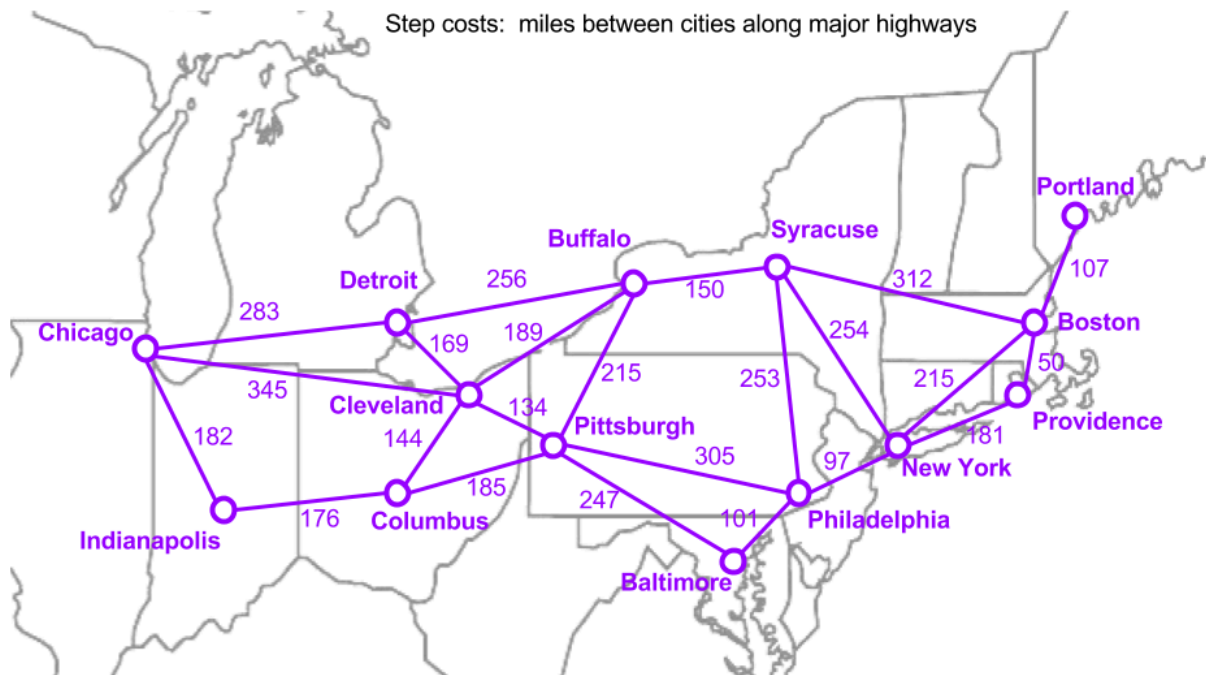 Step costs: miles between cities along major highways
Portland
Syracuse
Buffalo
107
256
312
Detroit
150
283
Chicago
Boston
189
169
254
50
345
215
253
215
Cleveland
134
Providence
Pittsburgh
182
144
305
181
97
New York
185
247
176
Columbus
101
Philadelphia
Indianapolis
Baltimore